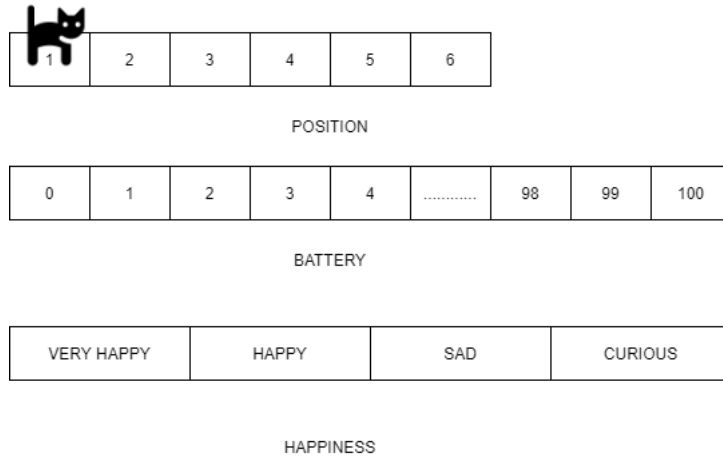 1 2 3 4 5 6
POSITION
0 1 2 3 4 ............ 98 99 100
BATTERY
VERY HAPPY HAPPY SAD CURIOUS
HAPPINESS